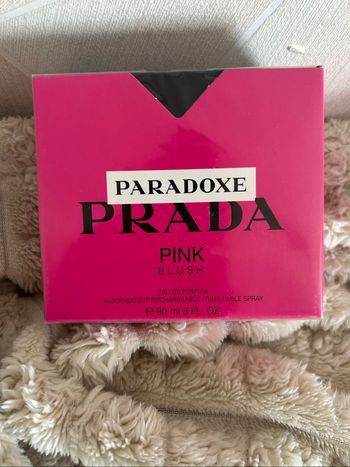 PARADOXE
PRADA
PINK
BLUSH
EAU DE PARFUM
VAPORISATEUR RECHARGEABLE / REFILLABLE SPRAY
℮ 90 ml 3 FL. OZ.